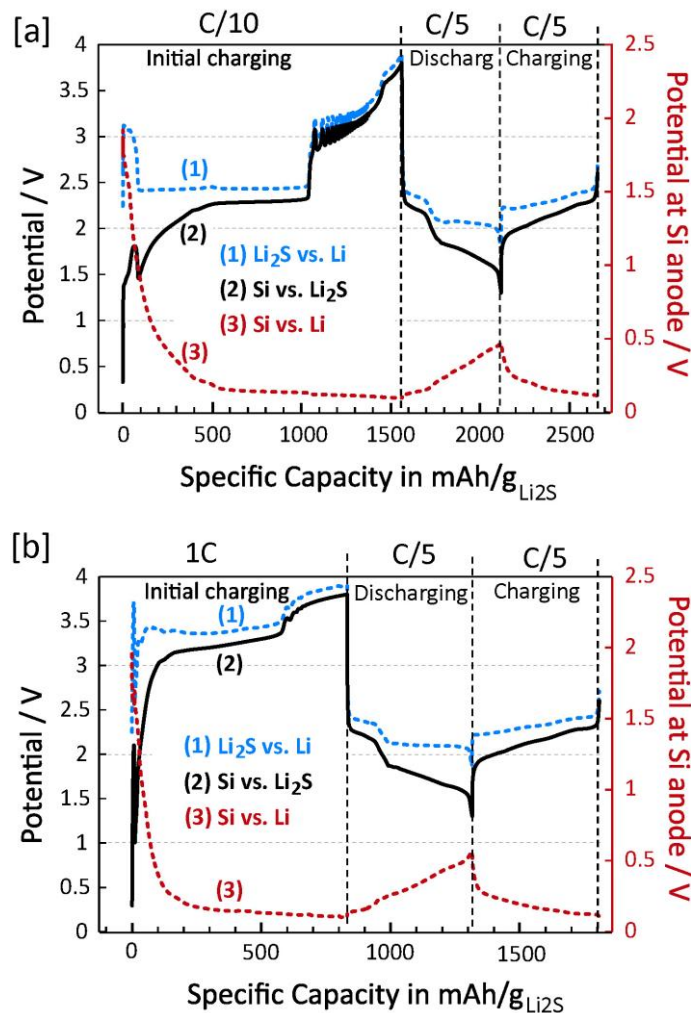 [a]
C/10 C/5 C/5
Initial charging Discharg Charging
4
3.5
3
2.5
2
1.5
1
0.5
0
Potential / V
2.5
2
1.5
1
0.5
0
Potential at Si anode / V
(1)
(2)
(3)
(1) Li₂S vs. Li
(2) Si vs. Li₂S
(3) Si vs. Li
0 500 1000 1500 2000 2500
Specific Capacity in mAh/gLi2S
[b]
1C C/5 C/5
Initial charging Discharging Charging
4
3.5
3
2.5
2
1.5
1
0.5
0
Potential / V
2.5
2
1.5
1
0.5
0
Potential at Si anode / V
(1)
(2)
(3)
(1) Li₂S vs. Li
(2) Si vs. Li₂S
(3) Si vs. Li
0 500 1000 1500
Specific Capacity in mAh/gLi2S